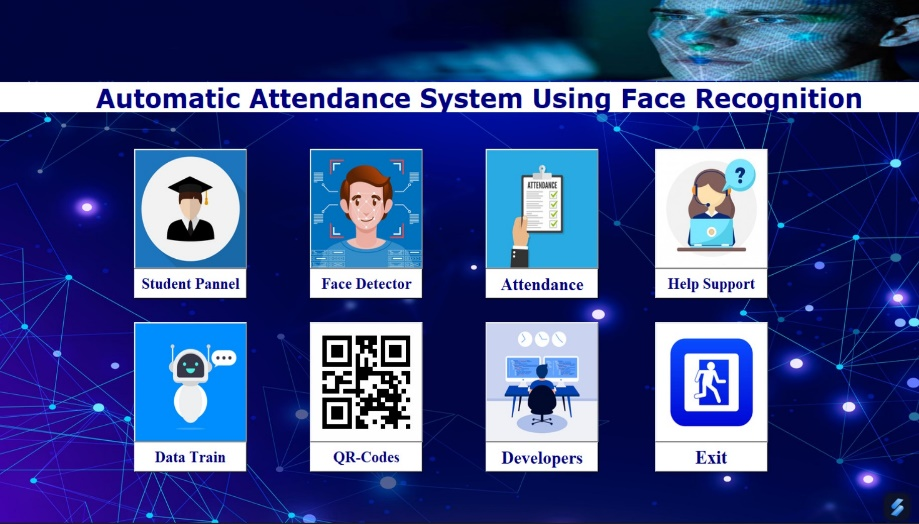 Automatic Attendance System Using Face Recognition
ATTENDANCE
?
Student Pannel
Face Detector
Attendance
Help Support
Data Train
QR-Codes
Developers
Exit